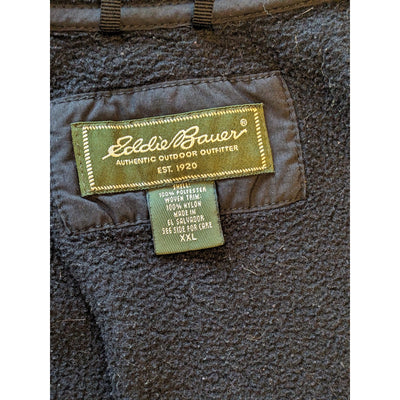 Eddie Bauer®
AUTHENTIC OUTDOOR OUTFITTER
EST. 1920
SHELL:
100% POLYESTER
WOVEN TRIM:
100% NYLON
MADE IN
EL SALVADOR
SEE SIDE FOR CARE
XXL